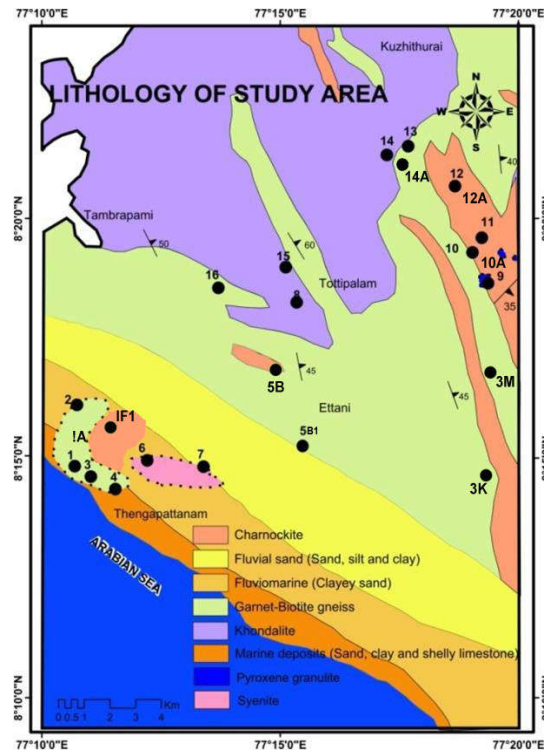 77°10'0"E 77°15'0"E 77°20'0"E
Kuzhithurai
LITHOLOGY OF STUDY AREA
N
W E
S
13
14
14A
40
12
12A
8°20'0"N
Tambrapami
50
60
11
10
10A
15
16
Tottipalam
8
9
35
5B
45
3M
Ettani
45
2
IF1
!A
5B1
8°15'0"N
6
7
1
3
4
3K
Thengapattanam
ARABIAN SEA
Charnockite
Fluvial sand (Sand, silt and clay)
Fluviomarine (Clayey sand)
Garnet-Biotite gneiss
Khondalite
Marine deposits (Sand, clay and shelly limestone)
Pyroxene granulite
Syenite
8°10'0"N
Km
0 0.5 1 2 3 4
77°10'0"E 77°15'0"E 77°20'0"E